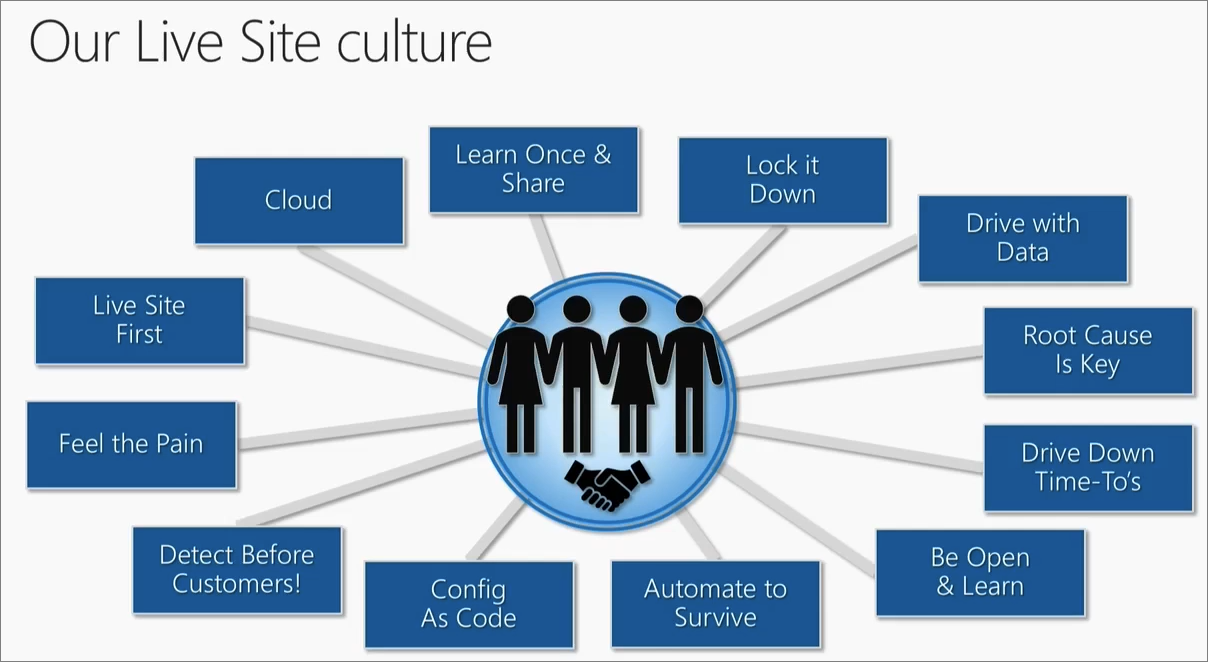 Our Live Site culture
Learn Once &
Share
Lock it
Down
Cloud
Drive with
Data
Live Site
First
Root Cause
Is Key
Feel the Pain
Drive Down
Time-To’s
Detect Before
Customers!
Be Open
& Learn
Config
As Code
Automate to
Survive